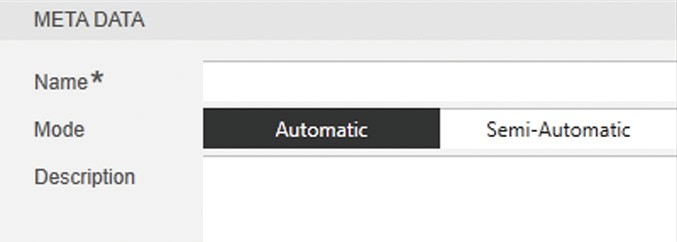 META DATA
Name*
Mode Automatic Semi-Automatic
Description